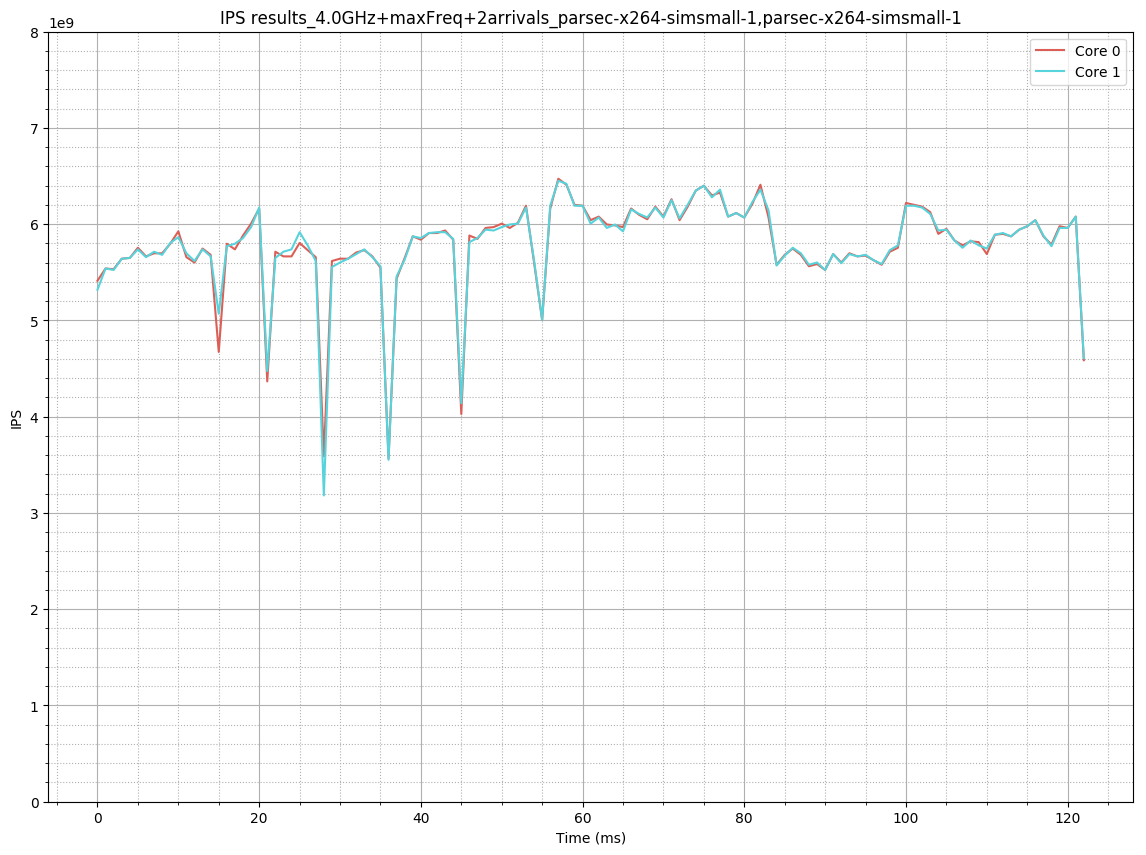 IPS results_4.0GHz+maxFreq+2arrivals_parsec-x264-simsmall-1,parsec-x264-simsmall-1
1e9
8
7
6
5
4
3
2
1
0
IPS
Core 0
Core 1
0 20 40 60 80 100 120
Time (ms)